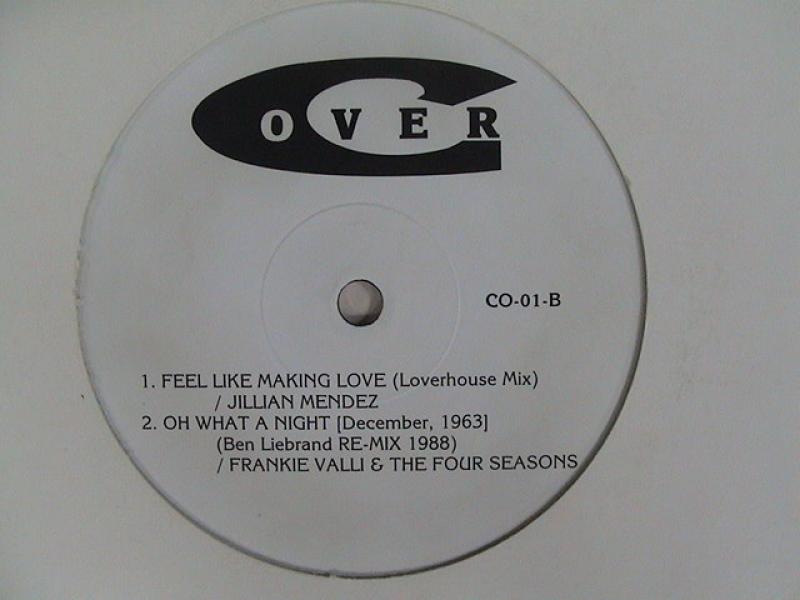 COVER
CO-01-B
1. FEEL LIKE MAKING LOVE (Loverhouse Mix)
/ JILLIAN MENDEZ
2. OH WHAT A NIGHT [December, 1963]
(Ben Liebrand RE-MIX 1988)
/ FRANKIE VALLI & THE FOUR SEASONS